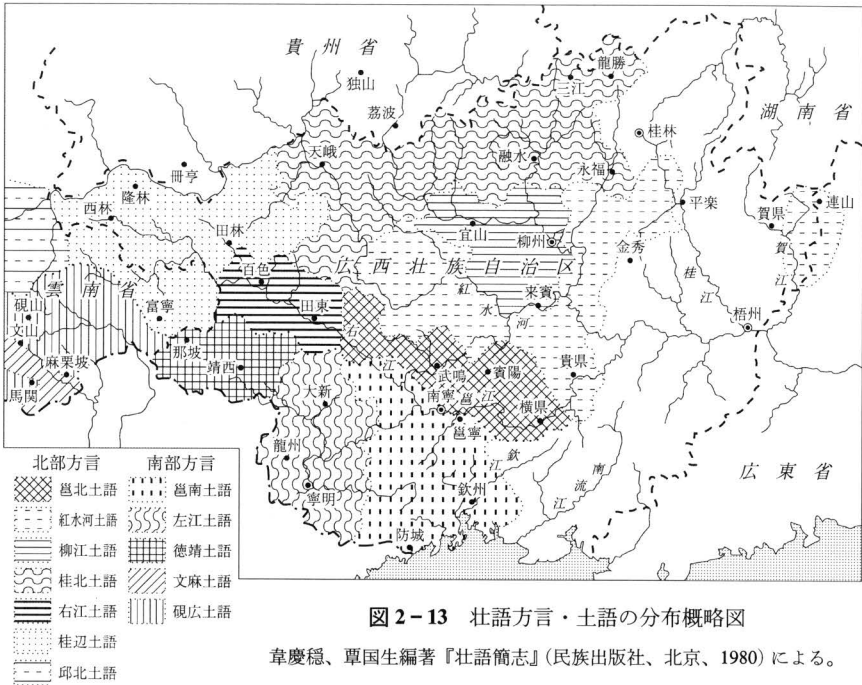 貴州省
独山
荔波
三江
龍勝
湖南省
桂林
冊亨
天峨
融水
永福
隆林
西林
田林
宜山
柳州
平楽
賀県
連山
賀江
金秀
百色
広西壮族自治区
桂江
雲南省
硯山
富寧
田東
紅水河
来賓
梧州
文山
那坡
右江
麻栗坡
靖西
武鳴
賓陽
貴県
馬関
大新
南寧
邕江
横県
邕寧
龍州
欽江
南流江
広東省
寧明
欽州
防城
北部方言 南部方言
邕北土語 邕南土語
紅水河土語 左江土語
柳江土語 徳靖土語
桂北土語 文麻土語
右江土語 硯広土語
桂辺土語
邱北土語
図2-13 壮語方言・土語の分布概略図
韋慶穏、覃国生編著『壮語簡志』(民族出版社、北京、1980)による。